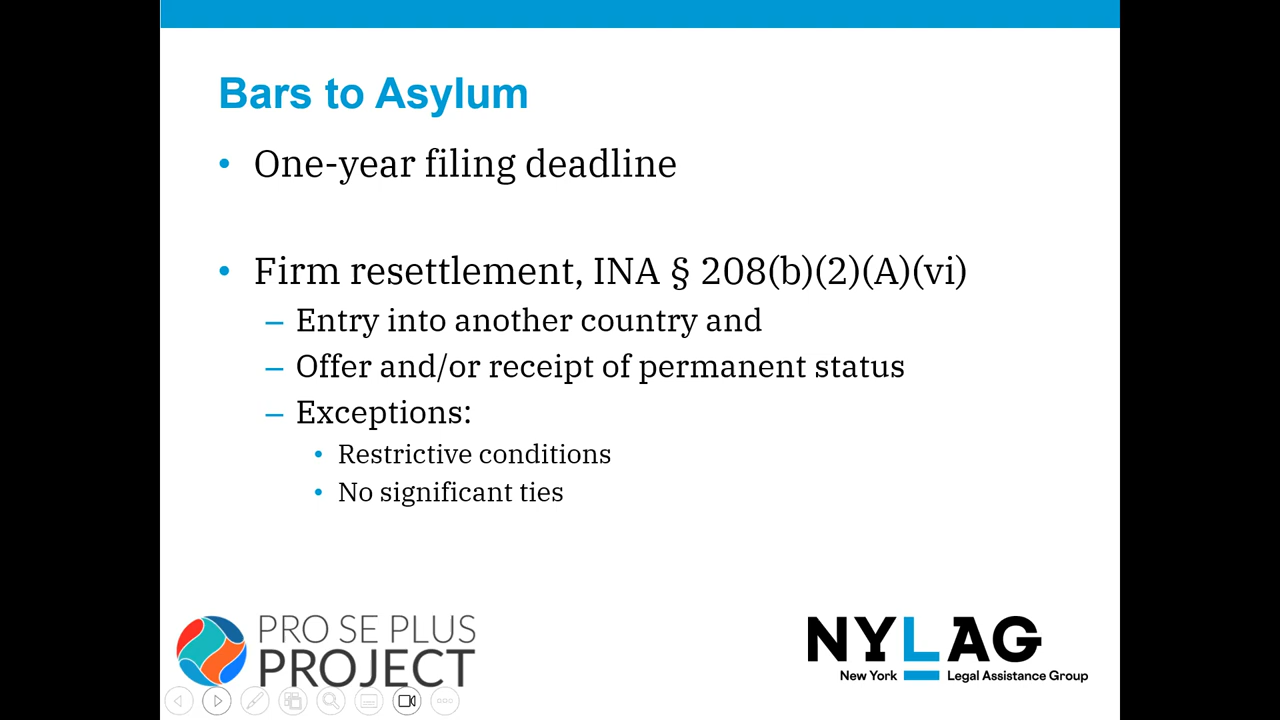 Bars to Asylum
• One-year filing deadline
• Firm resettlement, INA § 208(b)(2)(A)(vi)
– Entry into another country and
– Offer and/or receipt of permanent status
– Exceptions:
• Restrictive conditions
• No significant ties
PRO SE PLUS
PROJECT
NYLAG
New York Legal Assistance Group